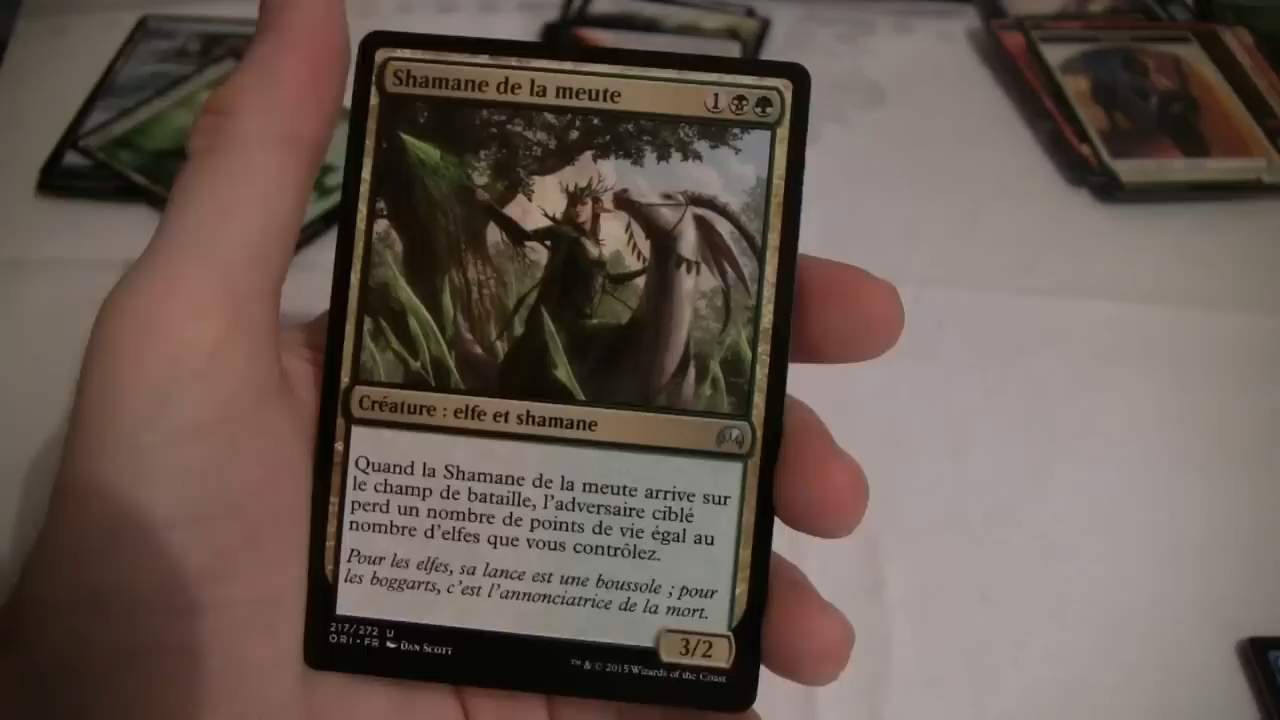 Shamane de la meute
1
Créature : elfe et shamane
Quand la Shamane de la meute arrive sur
le champ de bataille, l'adversaire ciblé
perd un nombre de points de vie égal au
nombre d'elfes que vous contrôlez.
Pour les elfes, sa lance est une boussole ; pour
les boggarts, c'est l'annonciatrice de la mort.
217/272 U
ORI • FR DAN SCOTT
3/2
™ & © 2015 Wizards of the Coast